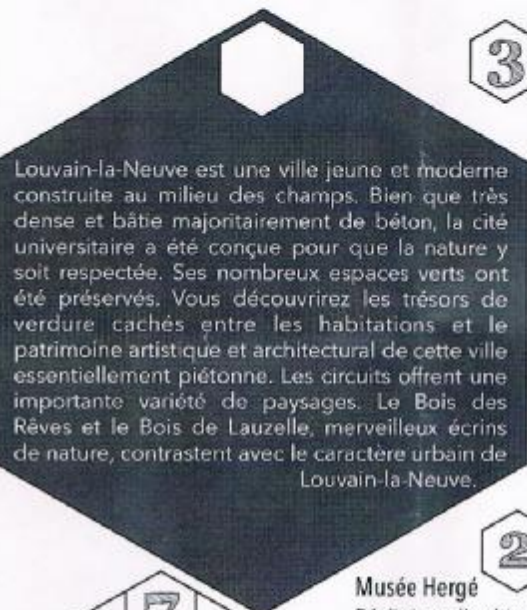 3
Louvain-la-Neuve est une ville jeune et moderne
construite au milieu des champs. Bien que très
dense et bâtie majoritairement de béton, la cité
universitaire a été conçue pour que la nature y
soit respectée. Ses nombreux espaces verts ont
été préservés. Vous découvrirez les trésors de
verdure cachés entre les habitations et le
patrimoine artistique et architectural de cette ville
essentiellement piétonne. Les circuits offrent une
importante variété de paysages. Le Bois des
Rêves et le Bois de Lauzelle, merveilleux écrins
de nature, contrastent avec le caractère urbain de
Louvain-la-Neuve.
2
Musée Hergé
7